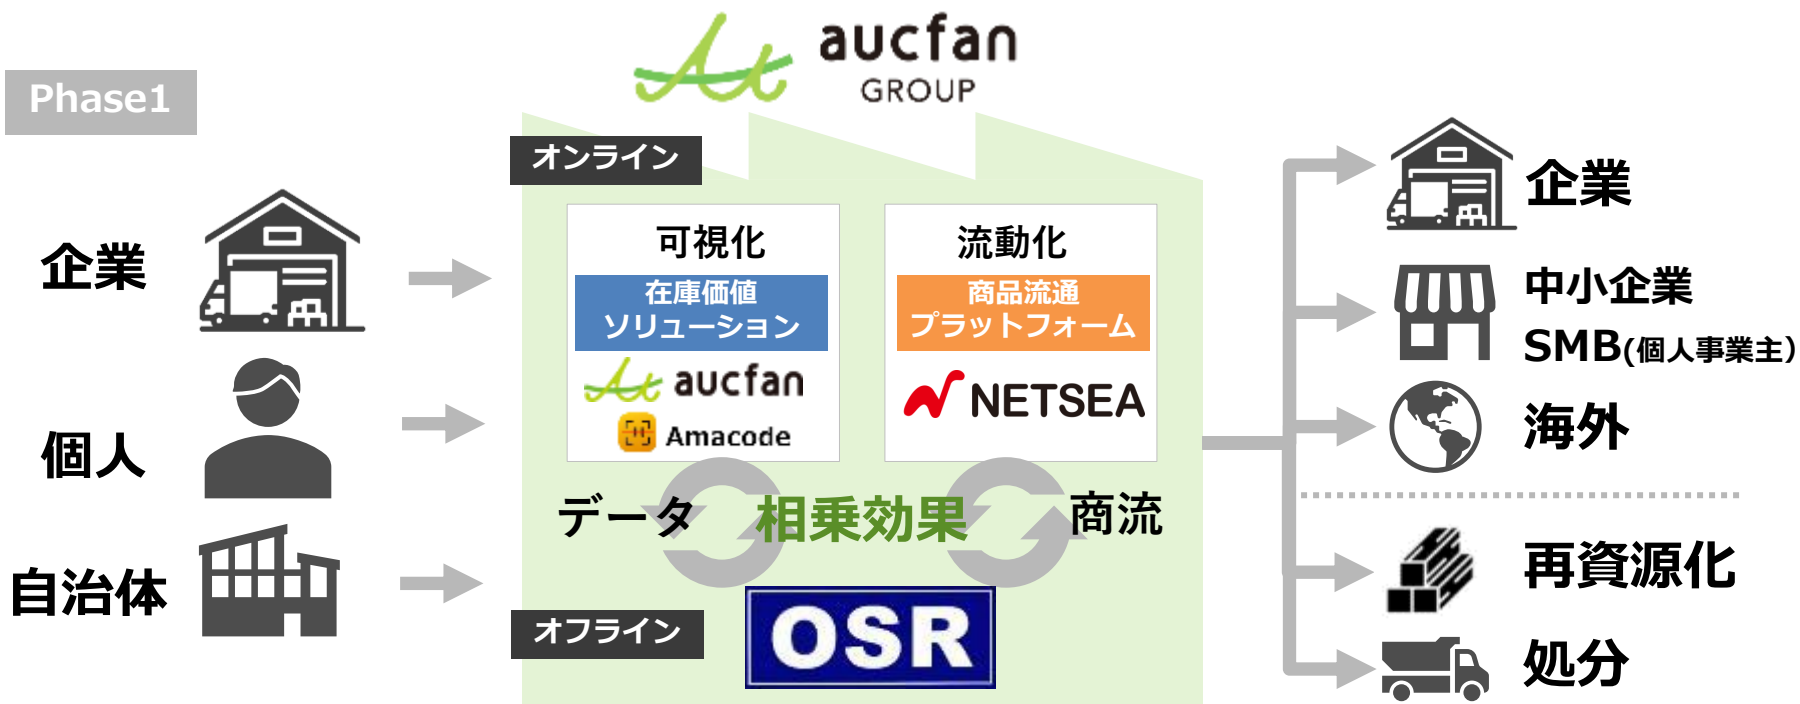 aucfan
GROUP
Phase1
企業
個人
自治体
オンライン
可視化
在庫価値
ソリューション
aucfan
Amacode
流動化
商品流通
プラットフォーム
NETSEA
データ
相乗効果
商流
オフライン
OSR
企業
中小企業
SMB(個人事業主)
海外
再資源化
処分